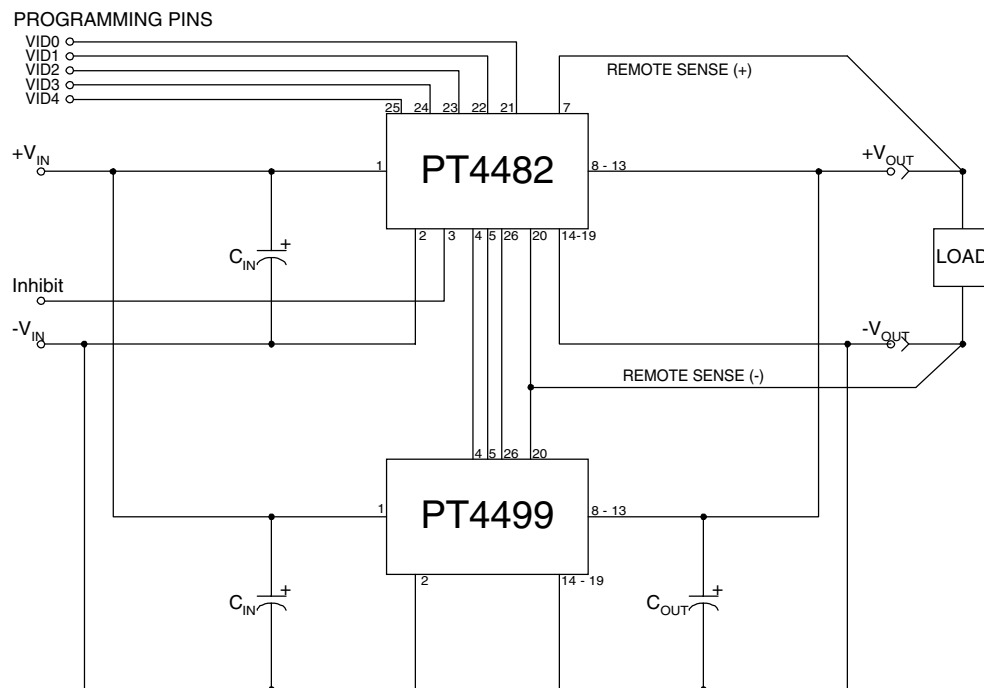 PROGRAMMING PINS
VID0
VID1
VID2
VID3
VID4
REMOTE SENSE (+)
25 24 23 22 21 7
+VIN
1
PT4482
8 - 13
+VOUT
2 3 4 5 26 20 14-19
CIN
+
LOAD
Inhibit
-VIN
-VOUT
REMOTE SENSE (-)
4 5 26 20
1
PT4499
8 - 13
2
14 - 19
CIN
+
COUT
+